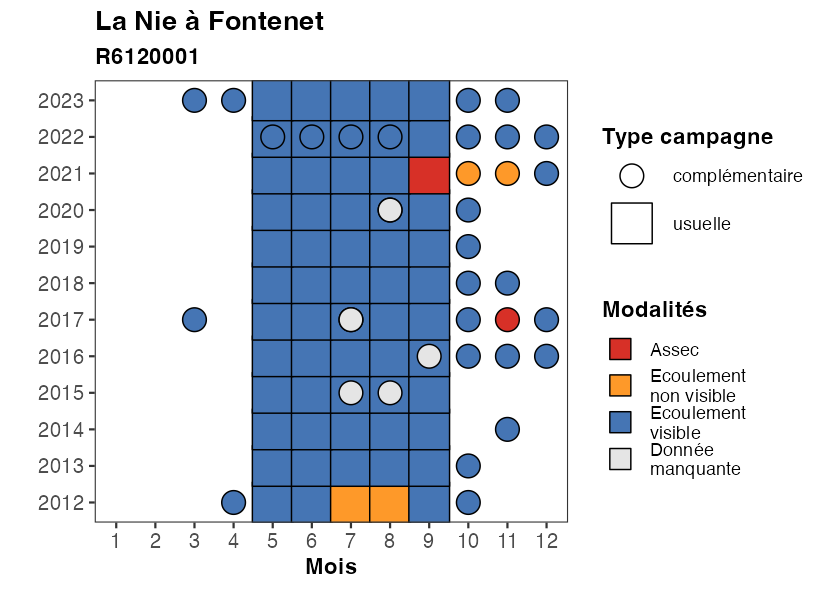 La Nie à Fontenet
R6120001
2023
2022
2021
2020
2019
2018
2017
2016
2015
2014
2013
2012
1 2 3 4 5 6 7 8 9 10 11 12
Mois
Type campagne
complémentaire
usuelle
Modalités
Assec
Ecoulement
non visible
Ecoulement
visible
Donnée
manquante